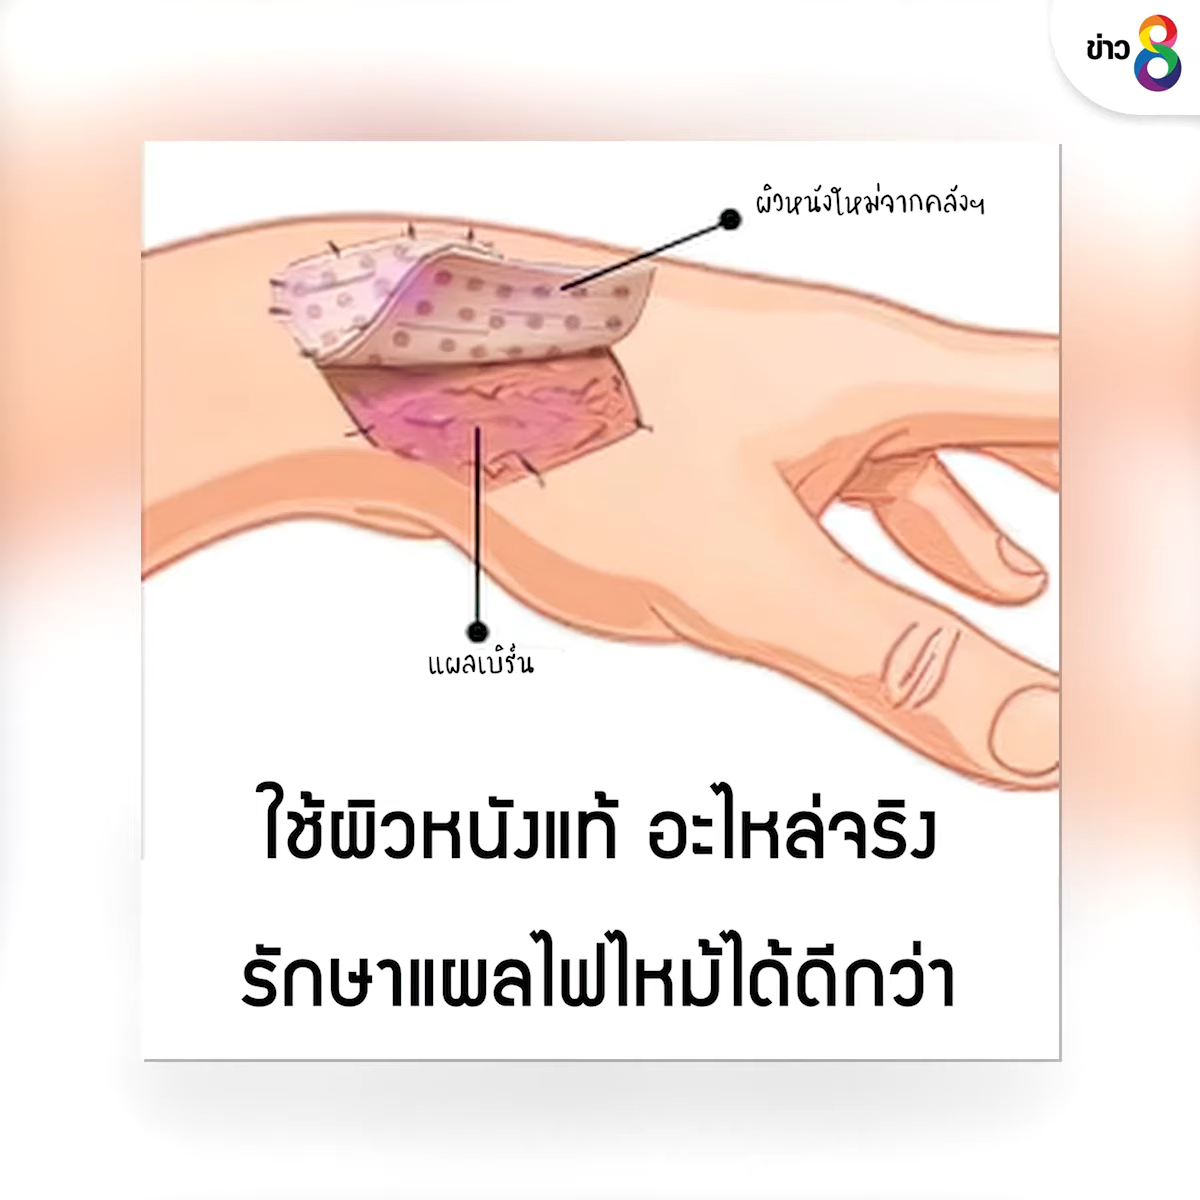 ข่าว 8
ผิวหนังใหม่จากคลังฯ
แผลเบิร์น
ใช้ผิวหนังแท้ อะไหล่จริง
รักษาแผลไฟไหม้ได้ดีกว่า